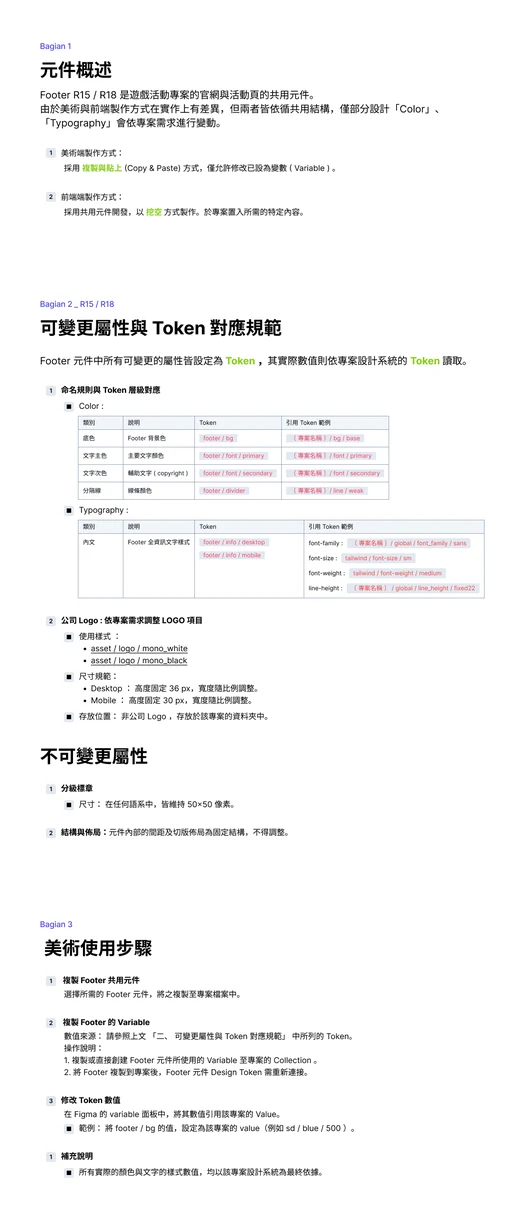 Bagian 1
元件概述
Footer R15 / R18 是遊戲活動專案的官網與活動頁的共用元件。
由於美術與前端製作方式在實作上有差異，但兩者皆依循共用結構，僅部分設計「Color」、
「Typography」會依專案需求進行變動。
1 美術端製作方式：
採用 複製與貼上 (Copy & Paste) 方式，僅允許修改已設為變數 ( Variable ) 。
2 前端端製作方式：
採用共用元件開發，以 挖空 方式製作。於專案置入所需的特定內容。
Bagian 2 _ R15 / R18
可變更屬性與 Token 對應規範
Footer 元件中所有可變更的屬性皆設定為 Token ，其實際數值則依專案設計系統的 Token 讀取。
1 命名規則與 Token 層級對應
Color :
類別 說明 Token 引用 Token 範例
底色 Footer 背景色 footer / bg ［ 專案名稱 ］ / bg / base
文字主色 主要文字顏色 footer / font / primary ［ 專案名稱 ］ / font / primary
文字次色 輔助文字 ( copyright ) footer / font / secondary ［ 專案名稱 ］ / font / secondary
分隔線 線條顏色 footer / divider ［ 專案名稱 ］ / line / weak
Typography :
類別 說明 Token 引用 Token 範例
內文 Footer 全資訊文字樣式 footer / info / desktop font-family : ［ 專案名稱 ］ / global / font_family / sans
footer / info / mobile
font-size : tailwind / font-size / sm
font-weight : tailwind / font-weight / medium
line-height : ［ 專案名稱 ］ / global / line_height / fixed22
2 公司 Logo : 依專案需求調整 LOGO 項目
使用樣式 ：
• asset / logo / mono_white
• asset / logo / mono_black
尺寸規範：
• Desktop ： 高度固定 36 px，寬度隨比例調整。
• Mobile ： 高度固定 30 px，寬度隨比例調整。
存放位置： 非公司 Logo ，存放於該專案的資料夾中。
不可變更屬性
1 分級標章
尺寸： 在任何語系中，皆維持 50×50 像素。
2 結構與佈局：元件內部的間距及切版佈局為固定結構，不得調整。
Bagian 3
美術使用步驟
1 複製 Footer 共用元件
選擇所需的 Footer 元件，將之複製至專案檔案中。
2 複製 Footer 的 Variable
數值來源： 請參照上文 「二、 可變更屬性與 Token 對應規範」 中所列的 Token。
操作說明：
1. 複製或直接創建 Footer 元件所使用的 Variable 至專案的 Collection 。
2. 將 Footer 複製到專案後，Footer 元件 Design Token 需重新連接。
3 修改 Token 數值
在 Figma 的 variable 面板中，將其數值引用該專案的 Value。
範例： 將 footer / bg 的值，設定為該專案的 value（例如 sd / blue / 500 ）。
1 補充說明
所有實際的顏色與文字的樣式數值，均以該專案設計系統為最終依據。